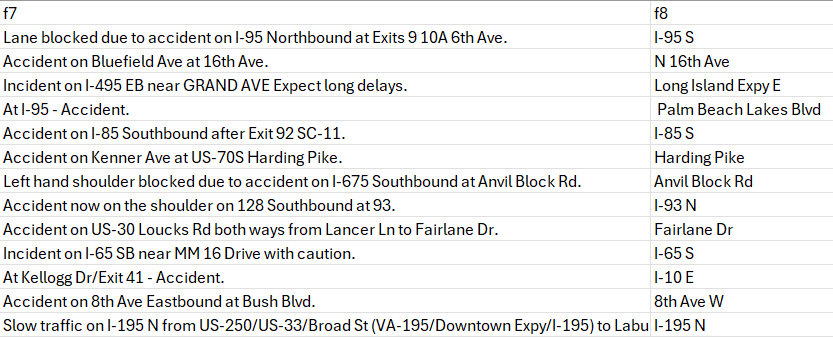 f7 f8
Lane blocked due to accident on I-95 Northbound at Exits 9 10A 6th Ave. I-95 S
Accident on Bluefield Ave at 16th Ave. N 16th Ave
Incident on I-495 EB near GRAND AVE Expect long delays. Long Island Expy E
At I-95 - Accident. Palm Beach Lakes Blvd
Accident on I-85 Southbound after Exit 92 SC-11. I-85 S
Accident on Kenner Ave at US-70S Harding Pike. Harding Pike
Left hand shoulder blocked due to accident on I-675 Southbound at Anvil Block Rd. Anvil Block Rd
Accident now on the shoulder on 128 Southbound at 93. I-93 N
Accident on US-30 Loucks Rd both ways from Lancer Ln to Fairlane Dr. Fairlane Dr
Incident on I-65 SB near MM 16 Drive with caution. I-65 S
At Kellogg Dr/Exit 41 - Accident. I-10 E
Accident on 8th Ave Eastbound at Bush Blvd. 8th Ave W
Slow traffic on I-195 N from US-250/US-33/Broad St (VA-195/Downtown Expy/I-195) to Labu I-195 N